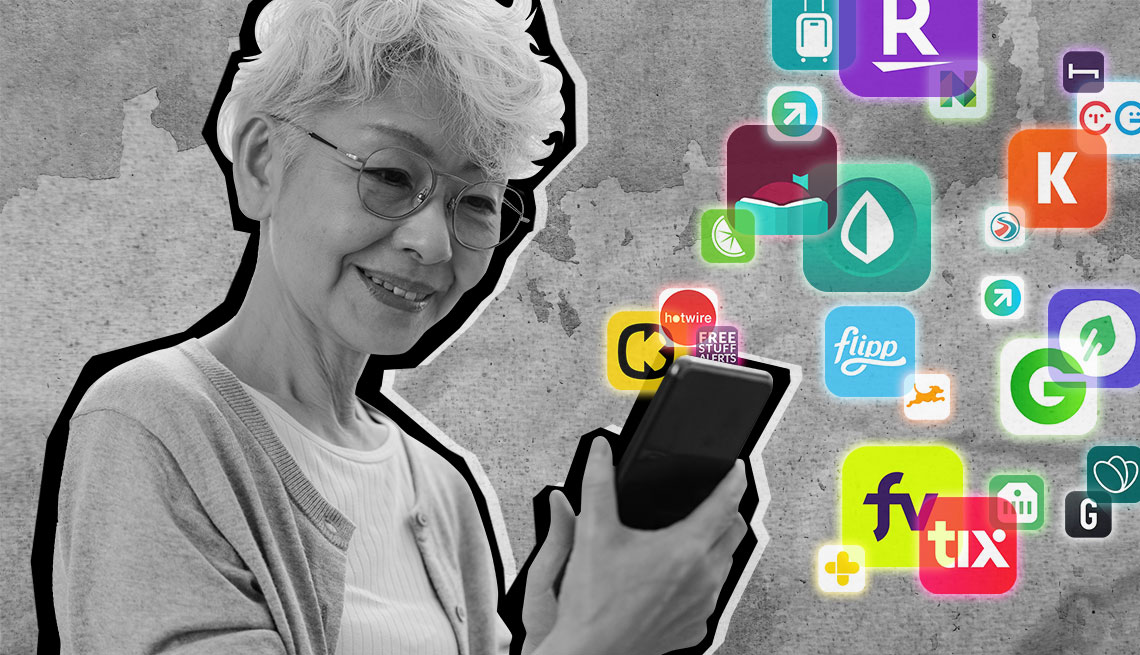 R
K
hotwire
K
FREE
STUFF
ALERTS
flipp
G
fv
tix
G